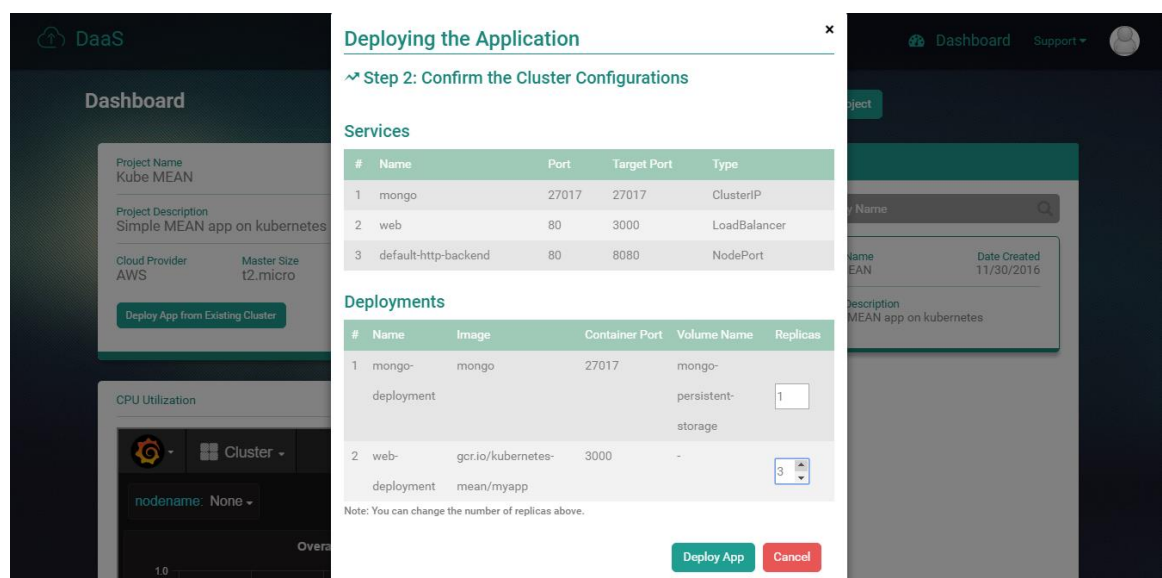 DaaS
Dashboard
Support
Dashboard
Project Name
Kube MEAN
Project Description
Simple MEAN app on kubernetes
Cloud Provider Master Size
AWS t2.micro
Deploy App from Existing Cluster
CPU Utilization
Cluster
nodename: None
Overa
1.0
Deploying the Application
×
Step 2: Confirm the Cluster Configurations
Services
# Name Port Target Port Type
1 mongo 27017 27017 ClusterIP
2 web 80 3000 LoadBalancer
3 default-http-backend 80 8080 NodePort
Deployments
# Name Image Container Port Volume Name Replicas
1 mongo- mongo 27017 mongo-
deployment persistent- 1
storage
2 web- gcr.io/kubernetes- 3000 - 3
deployment mean/myapp
Note: You can change the number of replicas above.
Deploy App Cancel
oject
y Name
Name Date Created
EAN 11/30/2016
Description
MEAN app on kubernetes